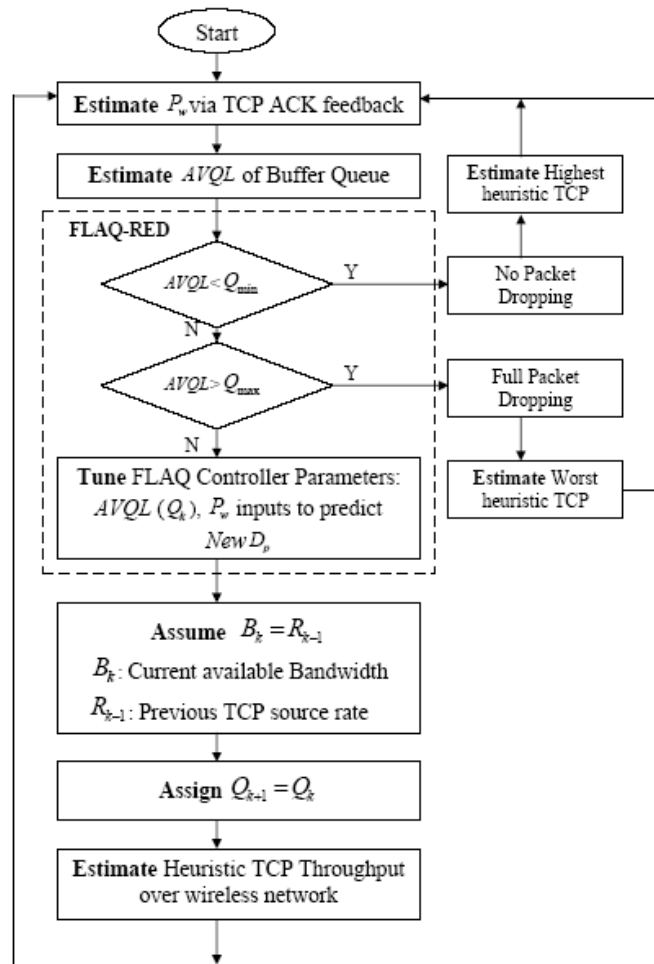 Start
Estimate P_w via TCP ACK feedback
Estimate AVQL of Buffer Queue
Estimate Highest
heuristic TCP
FLAQ-RED
AVQL < Q_min
Y
No Packet
Dropping
N
AVQL > Q_max
Y
Full Packet
Dropping
N
Tune FLAQ Controller Parameters:
AVQL (Q_k), P_w inputs to predict
New D_p
Estimate Worst
heuristic TCP
Assume B_k = R_{k-1}
B_k: Current available Bandwidth
R_{k-1}: Previous TCP source rate
Assign Q_{k+1} = Q_k
Estimate Heuristic TCP Throughput
over wireless network